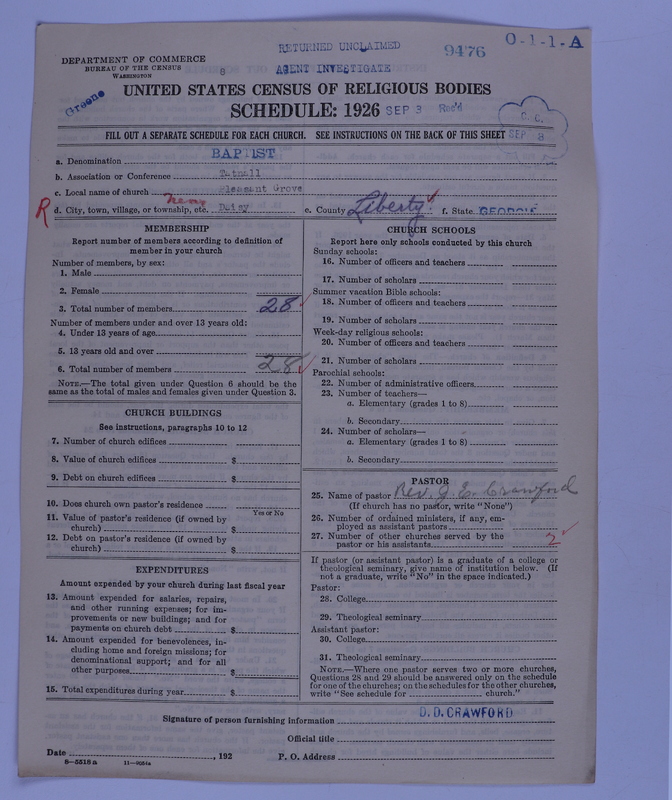 RETURNED UNCLAIMED
9476
O-1-1-A
DEPARTMENT OF COMMERCE
BUREAU OF THE CENSUS
WASHINGTON
8
AGENT INVESTIGATE
Greene
UNITED STATES CENSUS OF RELIGIOUS BODIES
SCHEDULE: 1926 SEP 3 Rec'd
FILL OUT A SEPARATE SCHEDULE FOR EACH CHURCH. SEE INSTRUCTIONS ON THE BACK OF THIS SHEET
C. C.
SEP 8
a. Denomination BAPTIST
b. Association or Conference Tatnall
c. Local name of church Pleasant Grove
R d. City, town, village, or township, etc. Daisy e. County Liberty f. State GEORGIA
MEMBERSHIP
Report number of members according to definition of
member in your church
Number of members, by sex:
1. Male
2. Female
3. Total number of members 28
Number of members under and over 13 years old:
4. Under 13 years of age
5. 13 years old and over
6. Total number of members 28
NOTE.—The total given under Question 6 should be the
same as the total of males and females given under Question 3.
CHURCH BUILDINGS
See instructions, paragraphs 10 to 12
7. Number of church edifices
8. Value of church edifices $
9. Debt on church edifices $
10. Does church own pastor's residence
Yes or No
11. Value of pastor's residence (if owned by
church) $
12. Debt on pastor's residence (if owned by
church) $
EXPENDITURES
Amount expended by your church during last fiscal year
13. Amount expended for salaries, repairs,
and other running expenses; for im-
provements or new buildings; and for
payments on church debt $
14. Amount expended for benevolences, in-
cluding home and foreign missions; for
denominational support; and for all
other purposes $
15. Total expenditures during year $
CHURCH SCHOOLS
Report here only schools conducted by this church
Sunday schools:
16. Number of officers and teachers
17. Number of scholars
Summer vacation Bible schools:
18. Number of officers and teachers
19. Number of scholars
Week-day religious schools:
20. Number of officers and teachers
21. Number of scholars
Parochial schools:
22. Number of administrative officers
23. Number of teachers—
a. Elementary (grades 1 to 8)
b. Secondary
24. Number of scholars—
a. Elementary (grades 1 to 8)
b. Secondary
PASTOR
25. Name of pastor Rev. J. E. Crawford
(If church has no pastor, write "None")
26. Number of ordained ministers, if any, em-
ployed as assistant pastors
27. Number of other churches served by the
pastor or his assistants 2
If pastor (or assistant pastor) is a graduate of a college or
theological seminary, give name of institution below. (If
not a graduate, write "No" in the space indicated.)
Pastor:
28. College
29. Theological seminary
Assistant pastor:
30. College
31. Theological seminary
NOTE.—Where one pastor serves two or more churches,
Questions 28 and 29 should be answered only on the schedule
for one of the churches; on the schedules for the other churches,
write "See schedule for church."
Signature of person furnishing information D. D. CRAWFORD
Official title
Date , 192 P. O. Address
8—5518 a 11—9054a